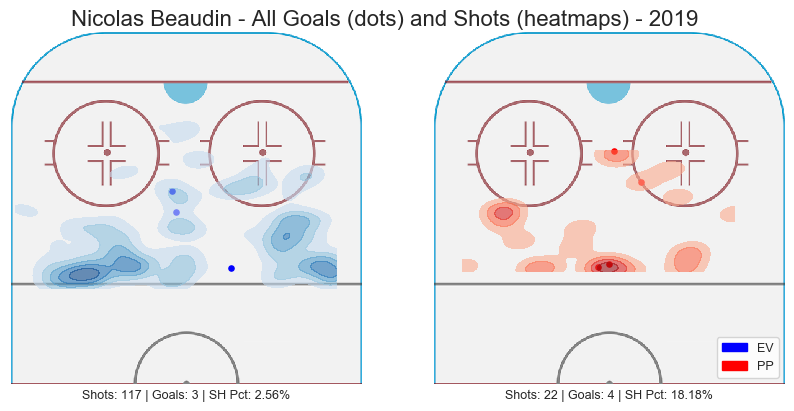 Nicolas Beaudin - All Goals (dots) and Shots (heatmaps) - 2019
EV
PP
Shots: 117 | Goals: 3 | SH Pct: 2.56%
Shots: 22 | Goals: 4 | SH Pct: 18.18%